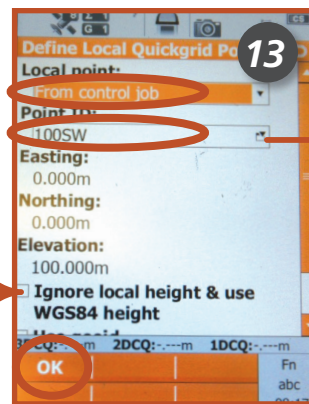 CS
Define Local Quickgrid Po
13
Local point:
From control job
Point ID:
100SW
Easting:
0.000m
Northing:
0.000m
Elevation:
100.000m
Ignore local height & use
WGS84 height
3DCQ:-.---m 2DCQ:-.---m 1DCQ:-.---m
OK
Fn
abc